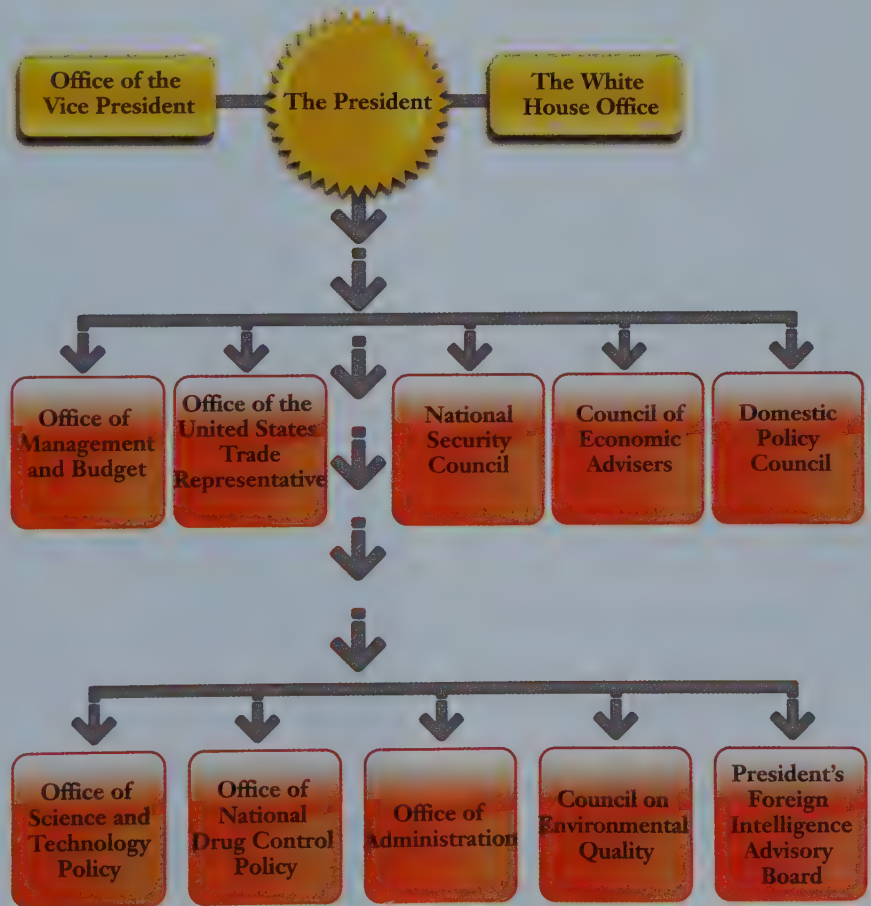 Office of the
Vice President
The President
The White
House Office
Office of
Management
and Budget
Office of the
United States
Trade
Representative
National
Security
Council
Council of
Economic
Advisers
Domestic
Policy
Council
Office of
Science and
Technology
Policy
Office of
National
Drug Control
Policy
Office of
Administration
Council on
Environmental
Quality
President's
Foreign
Intelligence
Advisory
Board